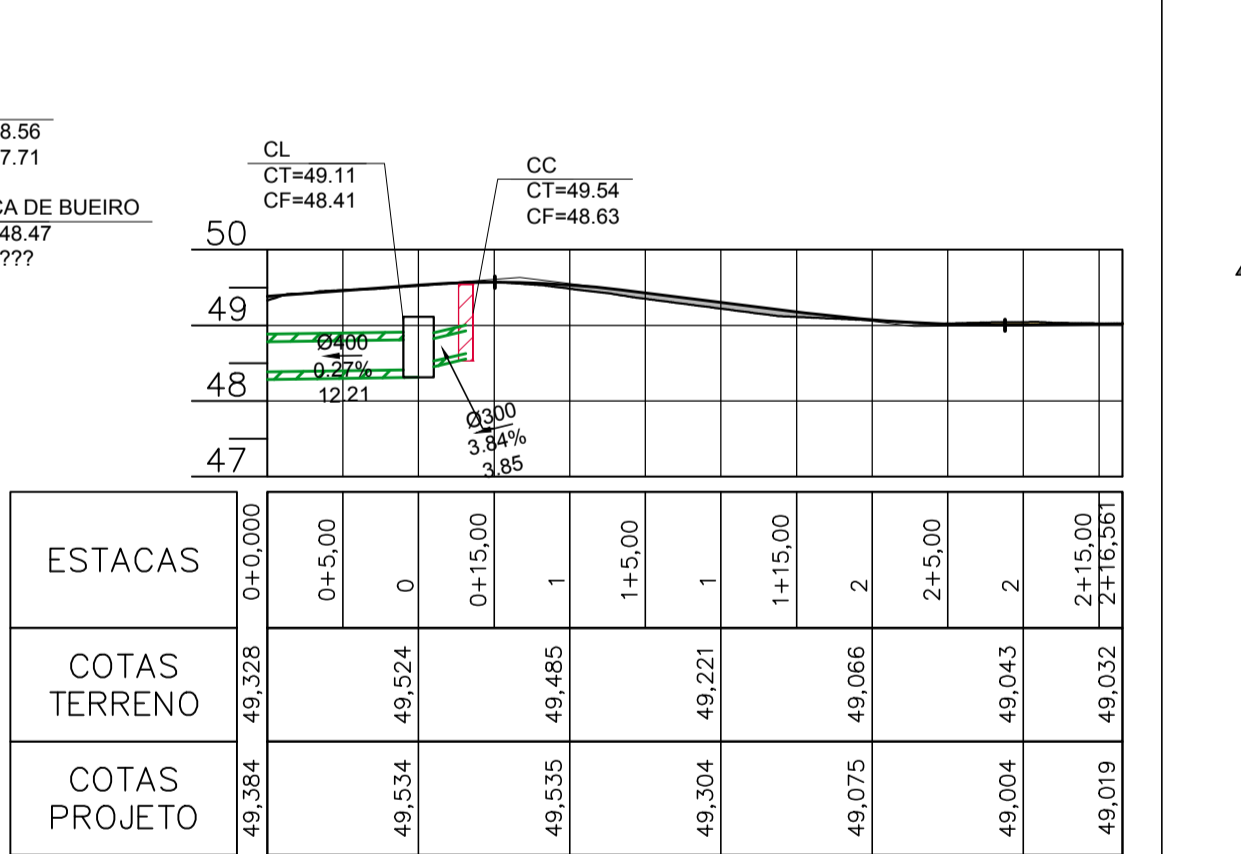 8.56
7.71
CA DE BUEIRO
48.47
???
CL
CT=49.11
CF=48.41
CC
CT=49.54
CF=48.63
50
49
48
47
Ø400
0.27%
12.21
Ø300
3.84%
3.85
4
ESTACAS
0+0,000
0+5,00
0
0+15,00
1
1+5,00
1
1+15,00
2
2+5,00
2
2+15,00
2+16,561
COTAS
TERRENO
49,328
49,524
49,485
49,221
49,066
49,043
49,032
COTAS
PROJETO
49,384
49,534
49,535
49,304
49,075
49,004
49,019